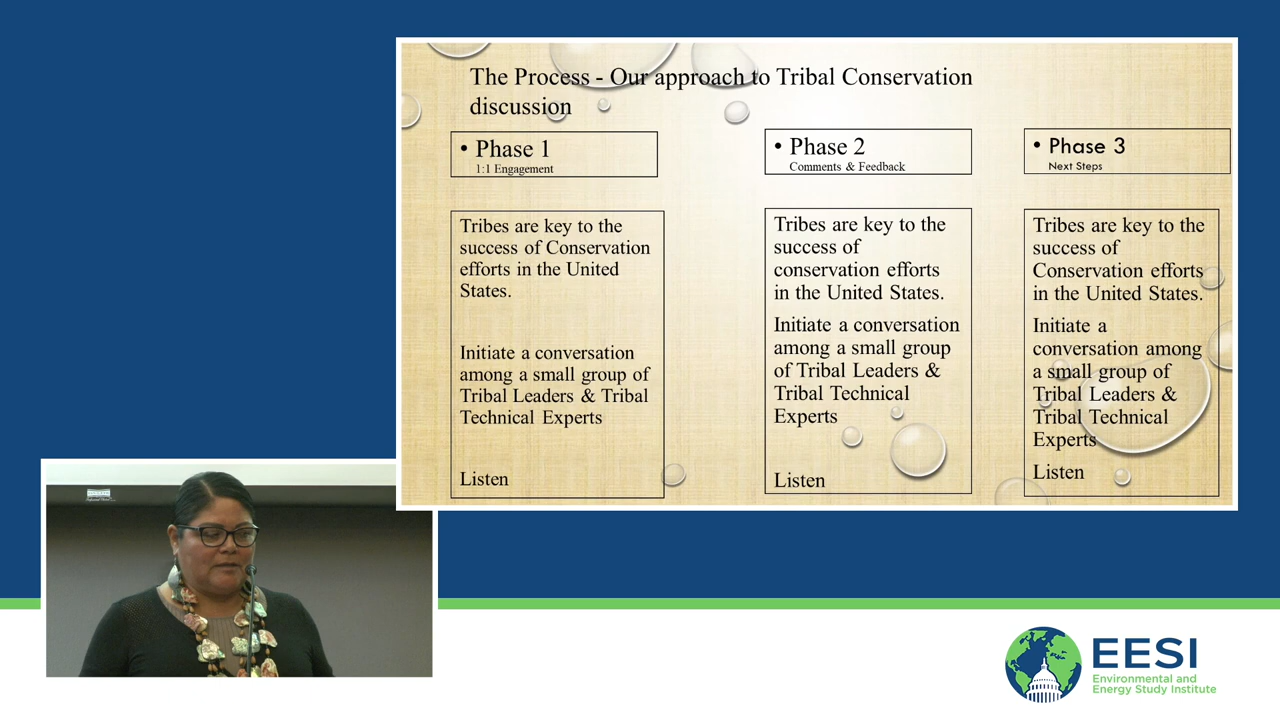 The Process - Our approach to Tribal Conservation
discussion
• Phase 1
1:1 Engagement
Tribes are key to the
success of Conservation
efforts in the United
States.
Initiate a conversation
among a small group of
Tribal Leaders & Tribal
Technical Experts
Listen
• Phase 2
Comments & Feedback
Tribes are key to the
success of
conservation efforts
in the United States.
Initiate a conversation
among a small group
of Tribal Leaders &
Tribal Technical
Experts
Listen
• Phase 3
Next Steps
Tribes are key to the
success of
Conservation efforts
in the United States.
Initiate a
conversation among
a small group of
Tribal Leaders &
Tribal Technical
Experts
Listen
EESI
Environmental and
Energy Study Institute